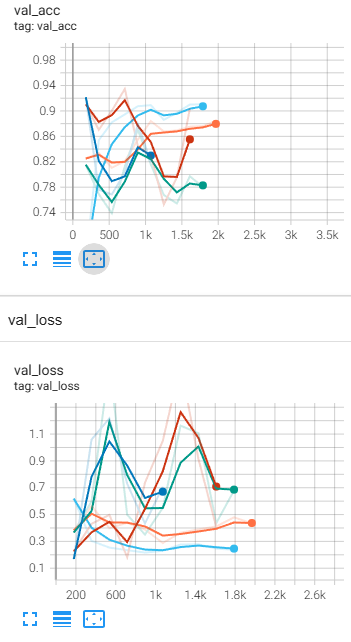 val_acc
tag: val_acc
0.98
0.94
0.9
0.86
0.82
0.78
0.74
0 500 1k 1.5k 2k 2.5k 3k 3.5k
val_loss
val_loss
tag: val_loss
1.1
0.9
0.7
0.5
0.3
0.1
200 600 1k 1.4k 1.8k 2.2k 2.6k